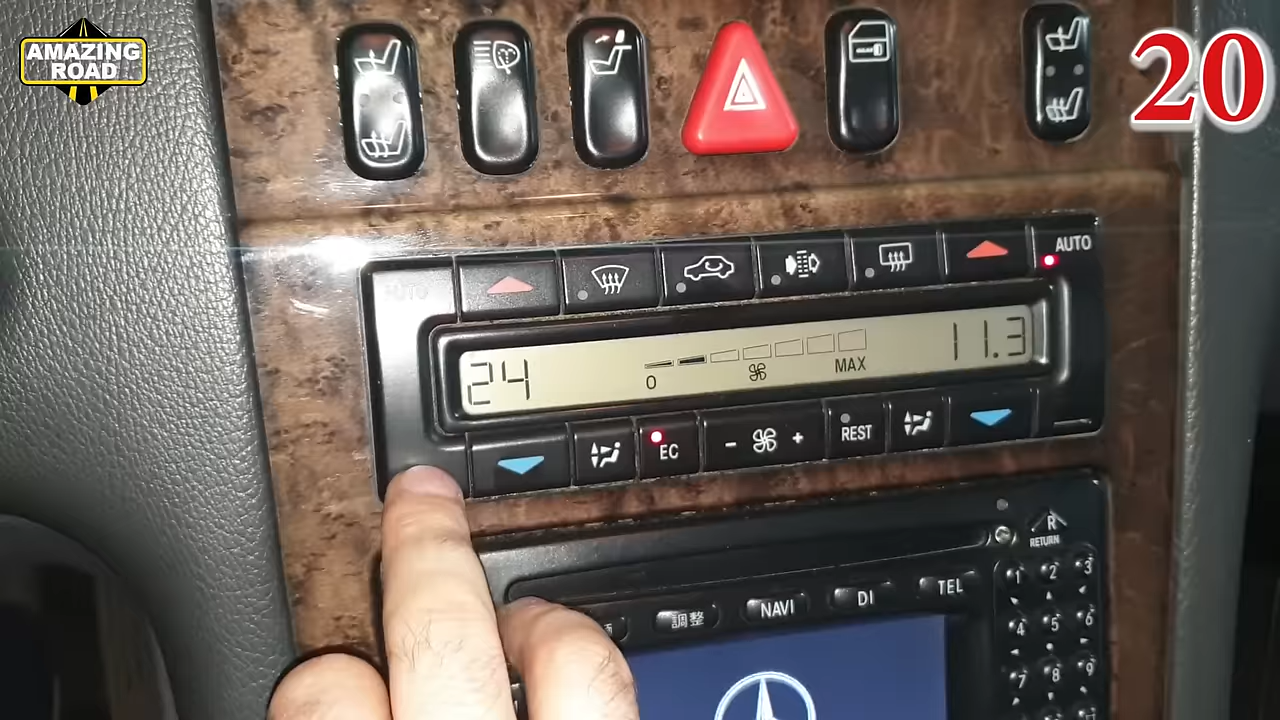 AMAZING
ROAD
20
AUTO
AUTO
24
11.3
0
MAX
EC
- +
REST
R
RETURN
調整
NAVI
DI
TEL
1 2 3
4 5 6
7 8 9